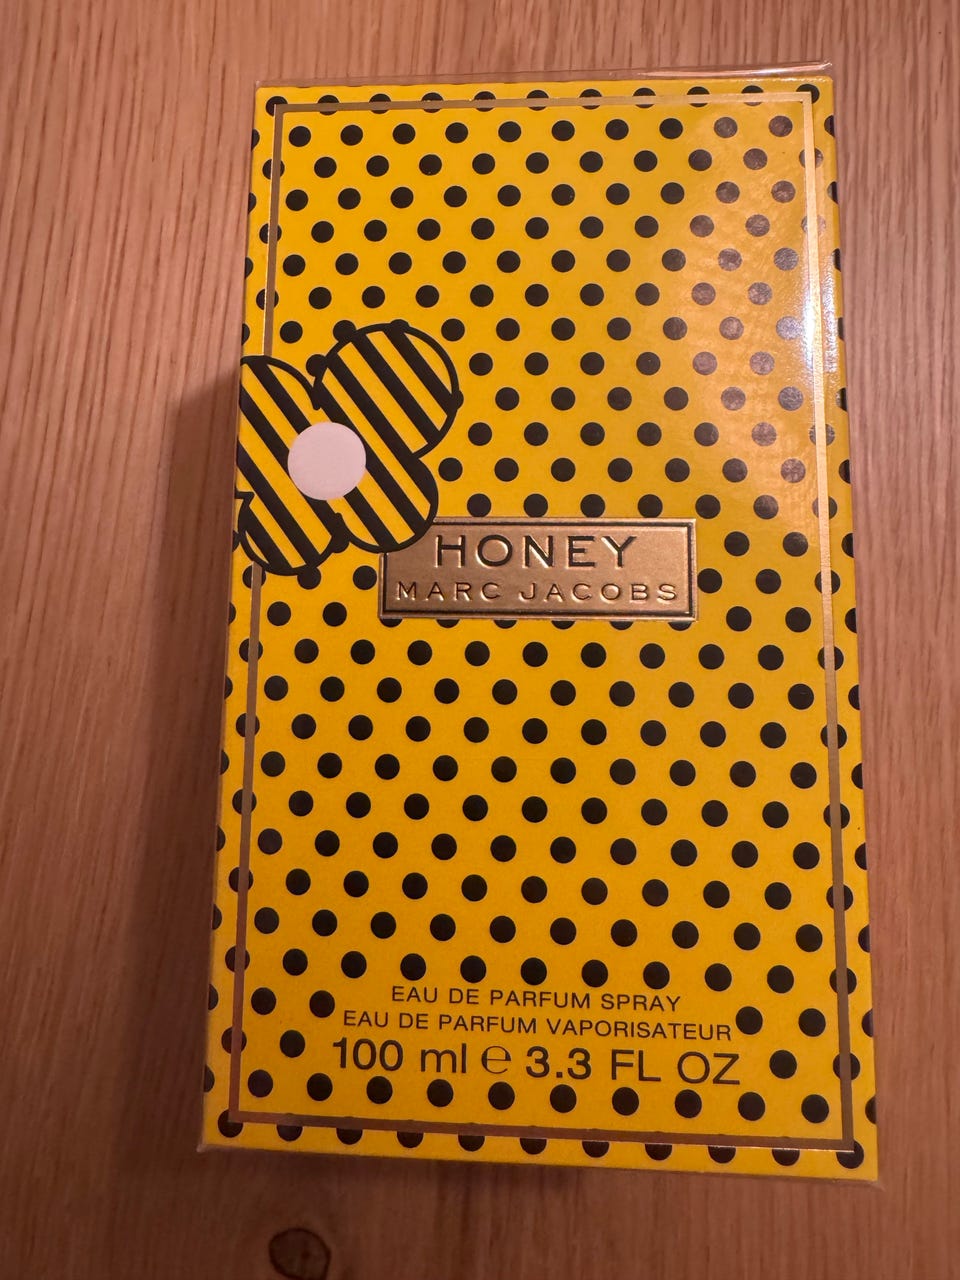 HONEY
MARC JACOBS
EAU DE PARFUM SPRAY
EAU DE PARFUM VAPORISATEUR
100 ml ℮ 3.3 FL OZ